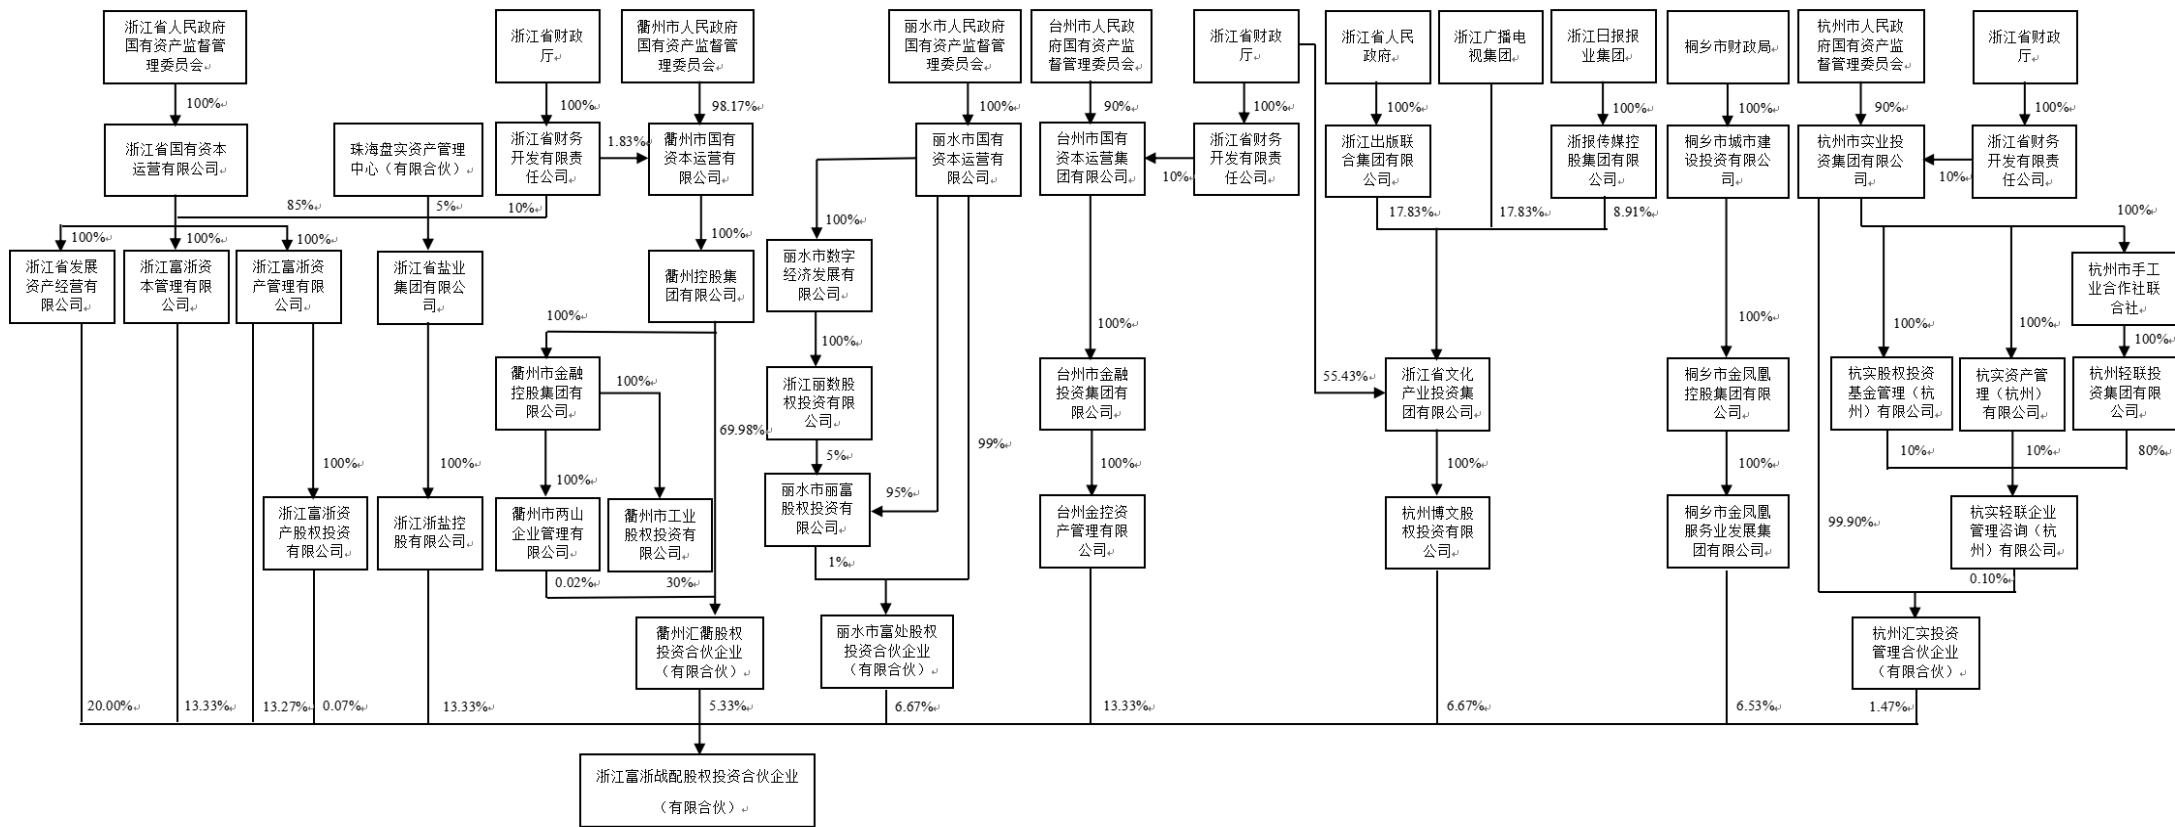 浙江省人民政府
国有资产监督管
理委员会
浙江省财政
厅
衢州市人民政府
国有资产监督管
理委员会
丽水市人民政府
国有资产监督管
理委员会
台州市人民政
府国有资产监
督管理委员会
浙江省财政
厅
浙江省人民
政府
浙江广播电
视集团
浙江日报报
业集团
桐乡市财政局
杭州市人民政
府国有资产监
督管理委员会
浙江省财政
厅
100%
100%
98.17%
100%
90%
100%
100%
100%
100%
90%
100%
浙江省国有资本
运营有限公司
珠海盘实资产管理
中心（有限合伙）
浙江省财务
开发有限责
任公司
1.83%
衢州市国有
资本运营有
限公司
丽水市国有
资本运营有
限公司
台州市国有
资本运营集
团有限公司
10%
浙江省财务
开发有限责
任公司
浙江出版联
合集团有限
公司
浙报传媒控
股集团有限
公司
桐乡市城市建
设投资有限公
司
杭州市实业投
资集团有限公
司
10%
浙江省财务
开发有限责
任公司
85%
5%
10%
17.83%
17.83%
8.91%
100%
100%
100%
100%
100%
100%
浙江省发展
资产经营有
限公司
浙江富浙资
本管理有限
公司
浙江富浙资
产管理有限
公司
浙江省盐业
集团有限公
司
衢州控股集
团有限公司
丽水市数字
经济发展有
限公司
杭州市手工
业合作社联
合社
100%
100%
100%
100%
100%
100%
100%
100%
衢州市金融
控股集团有
限公司
100%
浙江丽数股
权投资有限
公司
台州市金融
投资集团有
限公司
55.43%
浙江省文化
产业投资集
团有限公司
桐乡市金凤凰
控股集团有限
公司
杭实股权投资
基金管理（杭
州）有限公司
杭实资产管
理（杭州）
有限公司
杭州轻联投
资集团有限
公司
69.98%
99%
100%
100%
100%
5%
100%
100%
100%
10%
10%
80%
浙江富浙资
产股权投资
有限公司
浙江浙盐控
股有限公司
衢州市两山
企业管理有
限公司
衢州市工业
股权投资有
限公司
丽水市丽富
股权投资有
限公司
95%
台州金控资
产管理有限
公司
杭州博文股
权投资有限
公司
桐乡市金凤凰
服务业发展集
团有限公司
99.90%
杭实轻联企业
管理咨询（杭
州）有限公司
0.02%
30%
1%
0.10%
衢州汇衢股权
投资合伙企业
（有限合伙）
丽水市富处股权
投资合伙企业
（有限合伙）
杭州汇实投资
管理合伙企业
（有限合伙）
20.00%
13.33%
13.27%
0.07%
13.33%
5.33%
6.67%
13.33%
6.67%
6.53%
1.47%
浙江富浙战配股权投资合伙企业
（有限合伙）